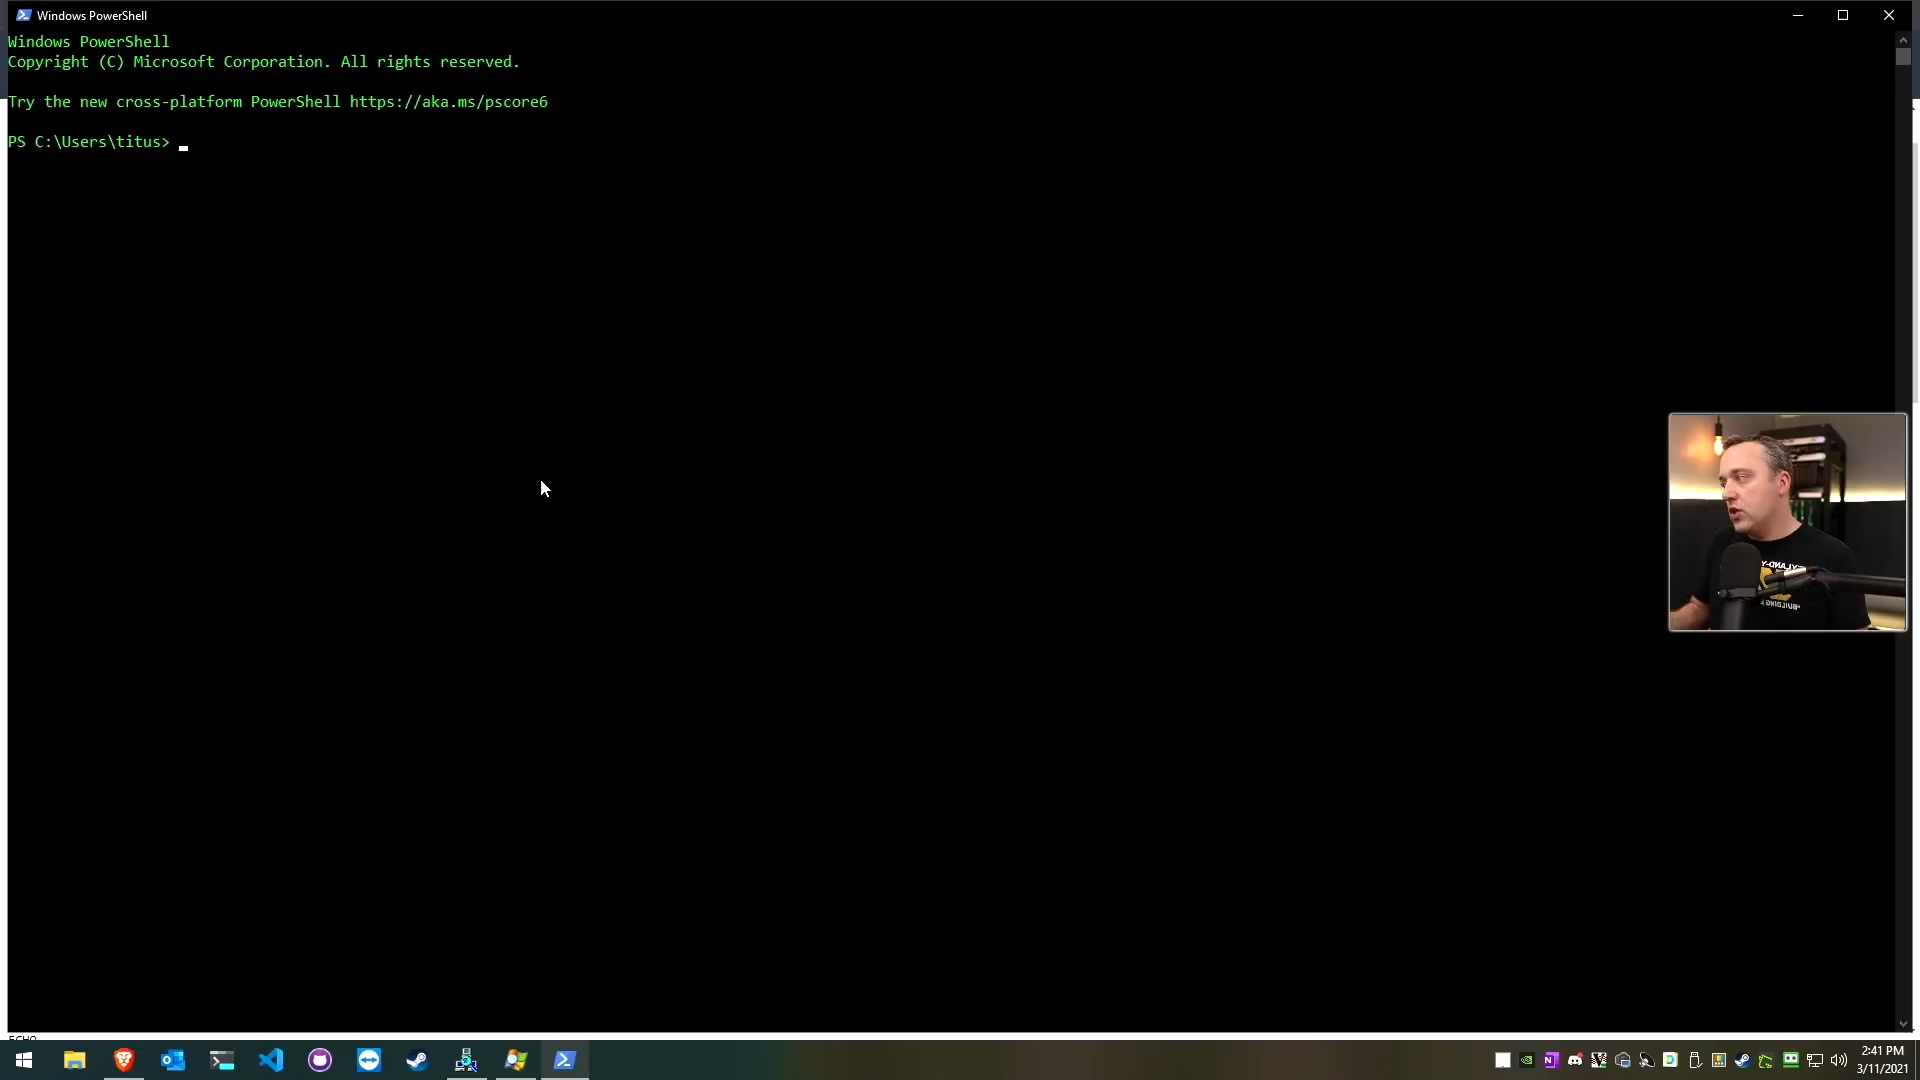 Windows PowerShell
Windows PowerShell
Copyright (C) Microsoft Corporation. All rights reserved.
Try the new cross-platform PowerShell https://aka.ms/pscore6
PS C:\Users\titus>
2:41 PM
3/11/2021